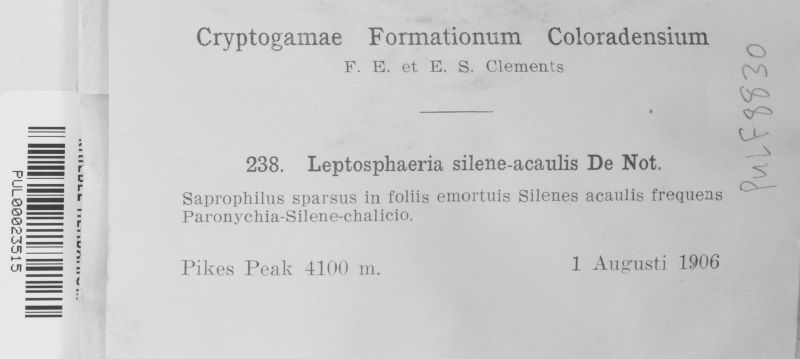 Cryptogamae Formationum Coloradensium
F. E. et E. S. Clements
238. Leptosphaeria silene-acaulis De Not.
Saprophilus sparsus in foliis emortuis Silenes acaulis frequens
Paronychia-Silene-chalicio.
Pikes Peak 4100 m. 1 Augusti 1906
PUL F8830
PUL00023515